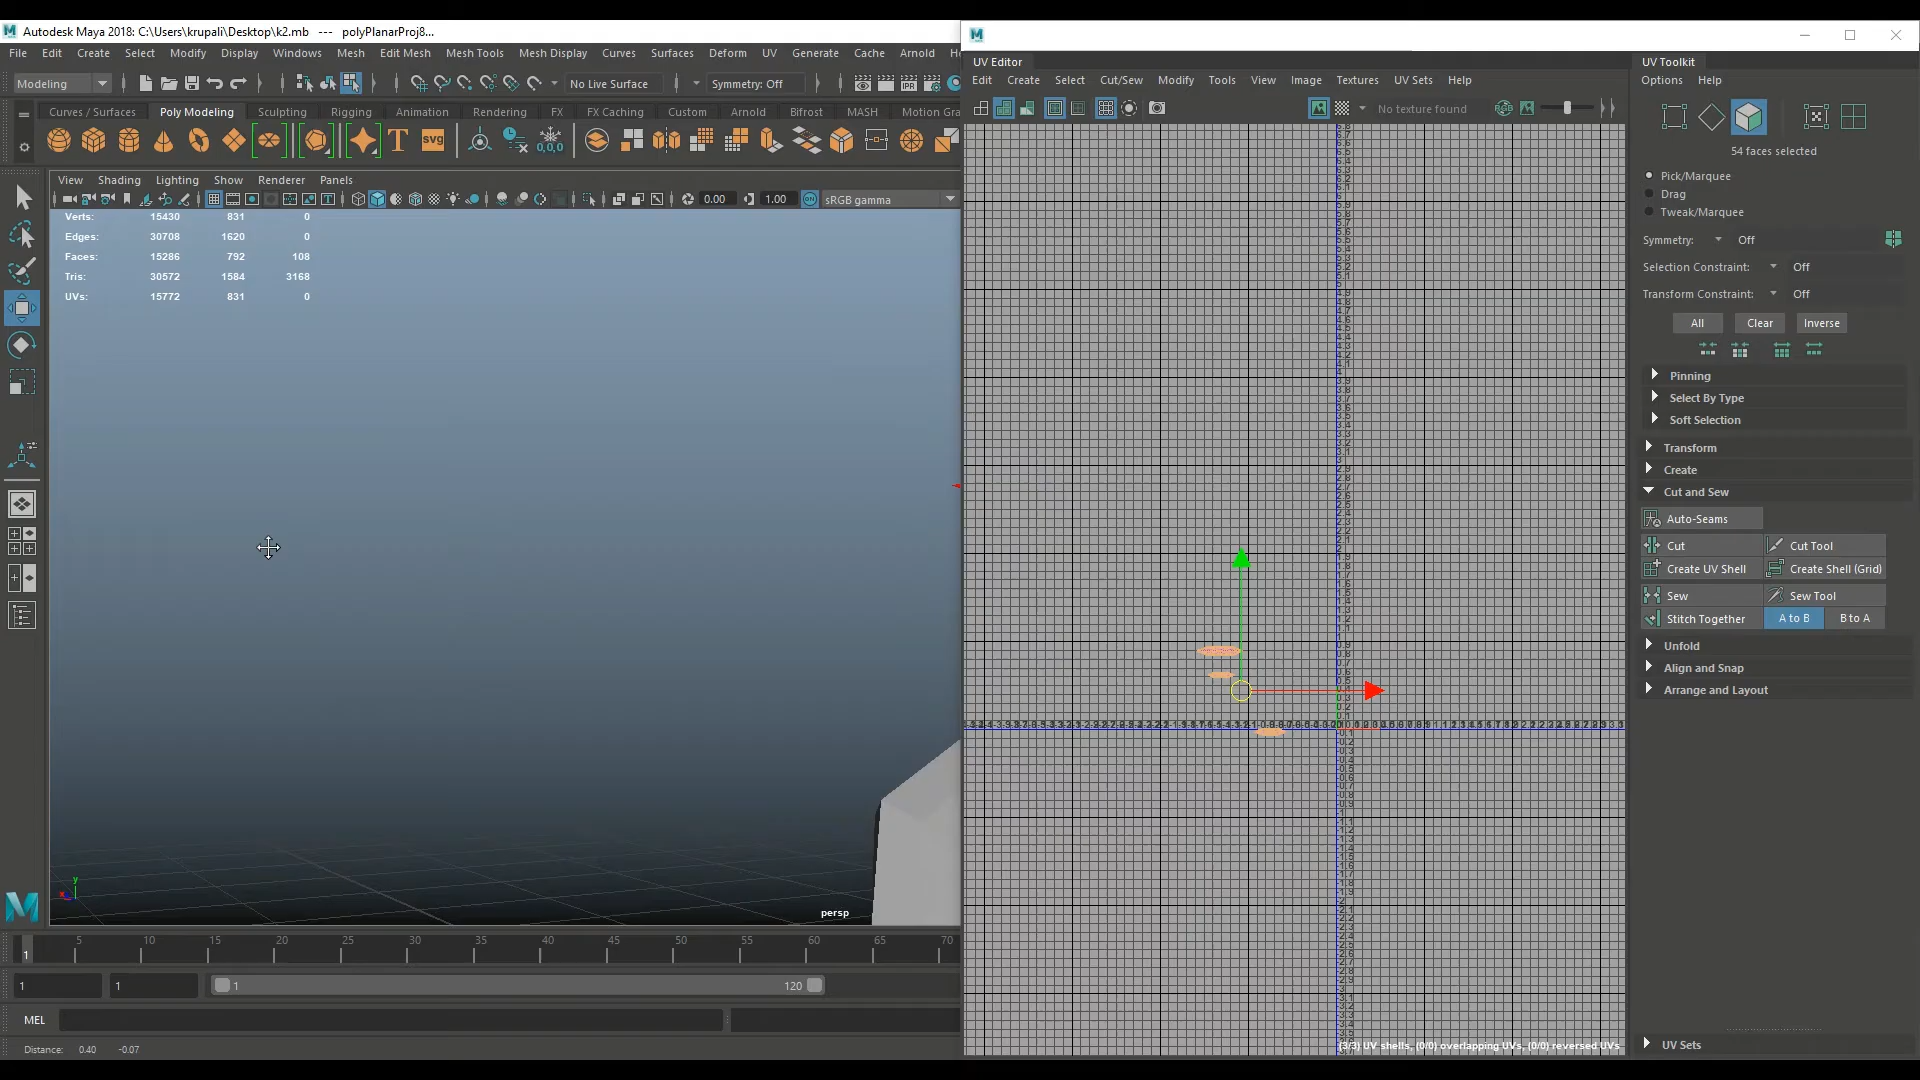 Autodesk Maya 2018: C:\Users\krupali\Desktop\k2.mb --- polyPlanarProj8...
File Edit Create Select Modify Display Windows Mesh Edit Mesh Mesh Tools Mesh Display Curves Surfaces Deform UV Generate Cache Arnold
Modeling No Live Surface Symmetry: Off
Curves / Surfaces Poly Modeling Sculpting Rigging Animation Rendering FX FX Caching Custom Arnold Bifrost MASH Motion Gra
T svg 0,0,0
View Shading Lighting Show Renderer Panels
0.00 1.00 sRGB gamma
Verts: 15430 831 0
Edges: 30708 1620 0
Faces: 15286 792 108
Tris: 30572 1584 3168
UVs: 15772 831 0
y
persp
5 10 15 20 25 30 35 40 45 50 55 60 65 70
1
1 1 1 120
MEL
Distance: 0.40 -0.07
UV Editor
Edit Create Select Cut/Sew Modify Tools View Image Textures UV Sets Help
No texture found
(3/3) UV shells, (0/0) overlapping UVs, (0/0) reversed UVs
UV Toolkit
Options Help
54 faces selected
Pick/Marquee
Drag
Tweak/Marquee
Symmetry: Off
Selection Constraint: Off
Transform Constraint: Off
All Clear Inverse
Pinning
Select By Type
Soft Selection
Transform
Create
Cut and Sew
Auto-Seams
Cut Cut Tool
Create UV Shell Create Shell (Grid)
Sew Sew Tool
Stitch Together A to B B to A
Unfold
Align and Snap
Arrange and Layout
UV Sets